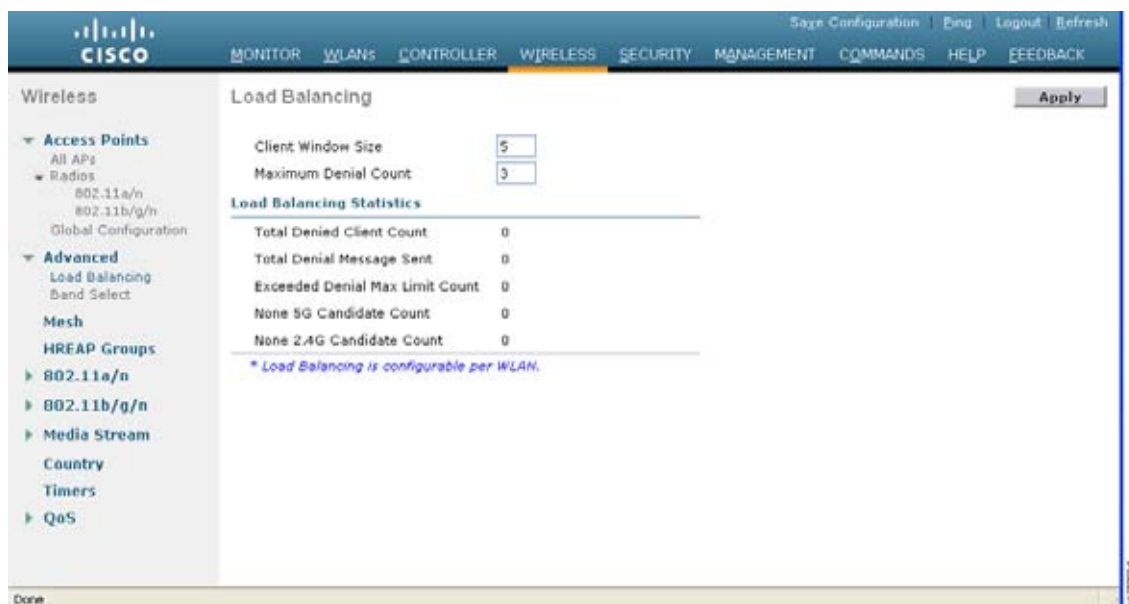 Save Configuration Ping Logout Refresh
CISCO
MONITOR WLANs CONTROLLER WIRELESS SECURITY MANAGEMENT COMMANDS HELP FEEDBACK
Wireless
Access Points
All APs
Radios
802.11a/n
802.11b/g/n
Global Configuration
Advanced
Load Balancing
Band Select
Mesh
HREAP Groups
802.11a/n
802.11b/g/n
Media Stream
Country
Timers
QoS
Load Balancing
Apply
Client Window Size 5
Maximum Denial Count 3
Load Balancing Statistics
Total Denied Client Count 0
Total Denial Message Sent 0
Exceeded Denial Max Limit Count 0
None 5G Candidate Count 0
None 2.4G Candidate Count 0
* Load Balancing is configurable per WLAN.
Done